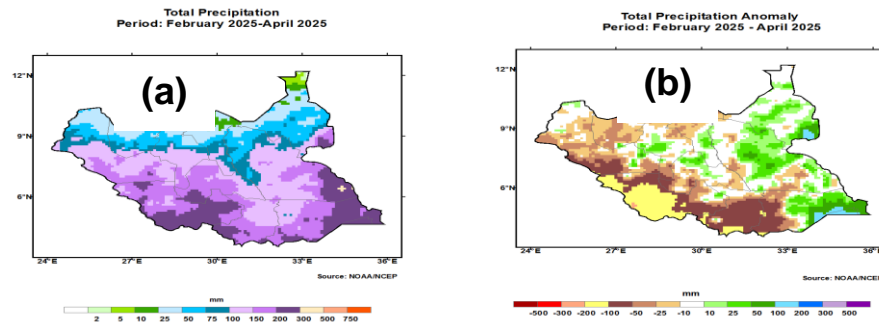 Total Precipitation
Period: February 2025-April 2025
(a)
12°N
9°N
6°N
24°E 27°E 30°E 33°E 36°E
Source: NOAA/NCEP
mm
2 5 10 25 50 75 100 150 200 300 500 750
Total Precipitation Anomaly
Period: February 2025 - April 2025
(b)
12°N
9°N
6°N
24°E 27°E 30°E 33°E 36°E
Source: NOAA/NCEP
mm
-500 -300 -200 -100 -50 -25 -10 10 25 50 100 200 300 500